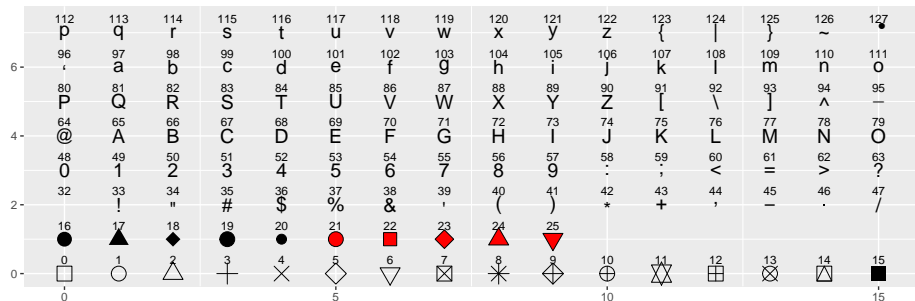 112 113 114 115 116 117 118 119 120 121 122 123 124 125 126 127
p q r s t u v w x y z { | } ~ •
6 96 97 98 99 100 101 102 103 104 105 106 107 108 109 110 111
‘ a b c d e f g h i j k l m n o
80 81 82 83 84 85 86 87 88 89 90 91 92 93 94 95
P Q R S T U V W X Y Z [ \ ] ^ _
4 64 65 66 67 68 69 70 71 72 73 74 75 76 77 78 79
@ A B C D E F G H I J K L M N O
48 49 50 51 52 53 54 55 56 57 58 59 60 61 62 63
0 1 2 3 4 5 6 7 8 9 : ; < = > ?
2 32 33 34 35 36 37 38 39 40 41 42 43 44 45 46 47
! " # $ % & ' ( ) * + , - . /
16 17 18 19 20 21 22 23 24 25
0 0 1 2 3 4 5 6 7 8 9 10 11 12 13 14 15
0 5 10 15